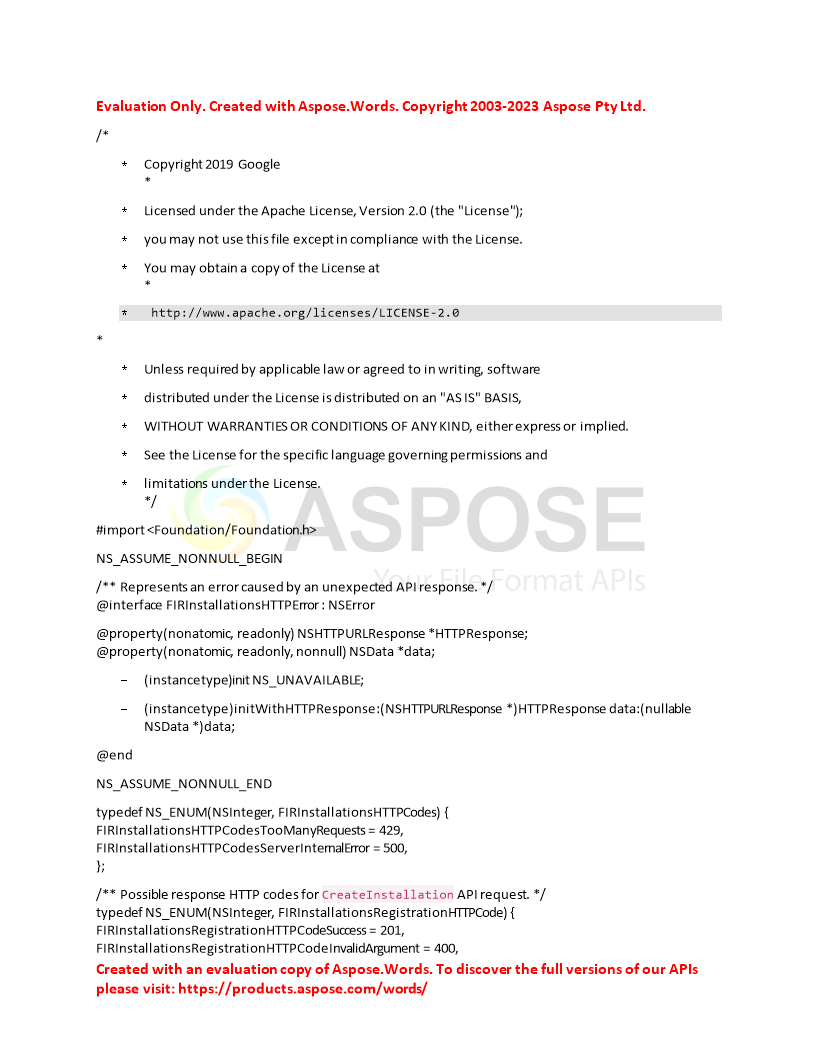 Evaluation Only. Created with Aspose.Words. Copyright 2003-2023 Aspose Pty Ltd.
/*
* Copyright 2019 Google
*
* Licensed under the Apache License, Version 2.0 (the "License");
* you may not use this file except in compliance with the License.
* You may obtain a copy of the License at
*
* http://www.apache.org/licenses/LICENSE-2.0
*
* Unless required by applicable law or agreed to in writing, software
* distributed under the License is distributed on an "AS IS" BASIS,
* WITHOUT WARRANTIES OR CONDITIONS OF ANY KIND, either express or implied.
* See the License for the specific language governing permissions and
* limitations under the License.
*/
ASPOSE
#import <Foundation/Foundation.h>
NS_ASSUME_NONNULL_BEGIN
Your File Format APIs
/** Represents an error caused by an unexpected API response. */
@interface FIRInstallationsHTTPError : NSError
@property(nonatomic, readonly) NSHTTPURLResponse *HTTPResponse;
@property(nonatomic, readonly, nonnull) NSData *data;
– (instancetype)init NS_UNAVAILABLE;
– (instancetype)initWithHTTPResponse:(NSHTTPURLResponse *)HTTPResponse data:(nullable
NSData *)data;
@end
NS_ASSUME_NONNULL_END
typedef NS_ENUM(NSInteger, FIRInstallationsHTTPCodes) {
FIRInstallationsHTTPCodesTooManyRequests = 429,
FIRInstallationsHTTPCodesServerInternalError = 500,
};
/** Possible response HTTP codes for CreateInstallation API request. */
typedef NS_ENUM(NSInteger, FIRInstallationsRegistrationHTTPCode) {
FIRInstallationsRegistrationHTTPCodeSuccess = 201,
FIRInstallationsRegistrationHTTPCodeInvalidArgument = 400,
Created with an evaluation copy of Aspose.Words. To discover the full versions of our APIs
please visit: https://products.aspose.com/words/